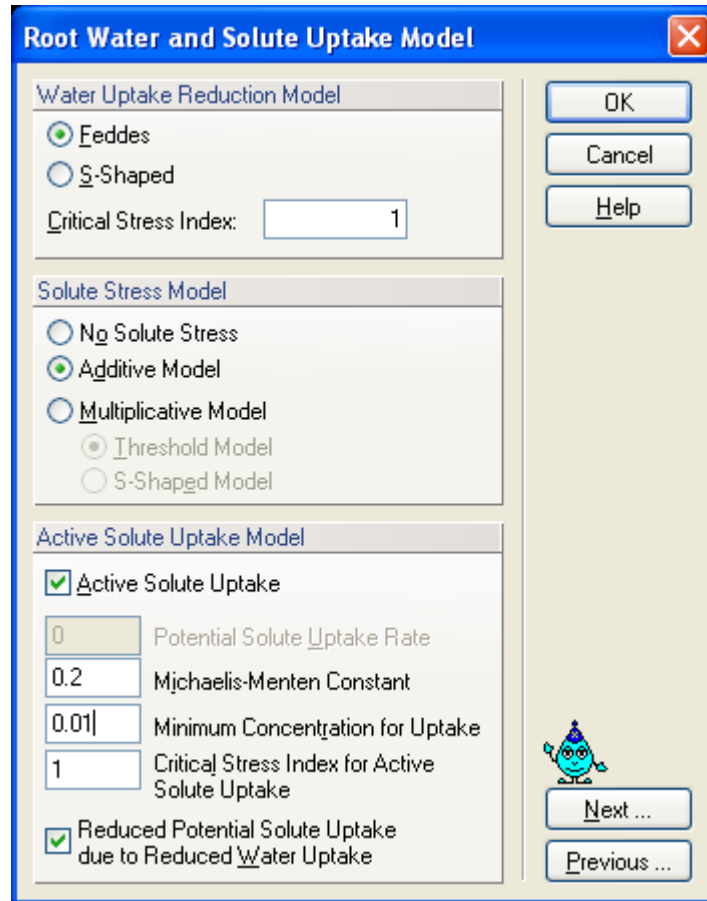 Root Water and Solute Uptake Model
Water Uptake Reduction Model
Feddes
S-Shaped
Critical Stress Index: 1
Solute Stress Model
No Solute Stress
Additive Model
Multiplicative Model
Threshold Model
S-Shaped Model
Active Solute Uptake Model
Active Solute Uptake
0 Potential Solute Uptake Rate
0.2 Michaelis-Menten Constant
0.01 Minimum Concentration for Uptake
1 Critical Stress Index for Active
Solute Uptake
Reduced Potential Solute Uptake
due to Reduced Water Uptake
OK
Cancel
Help
Next ...
Previous ...